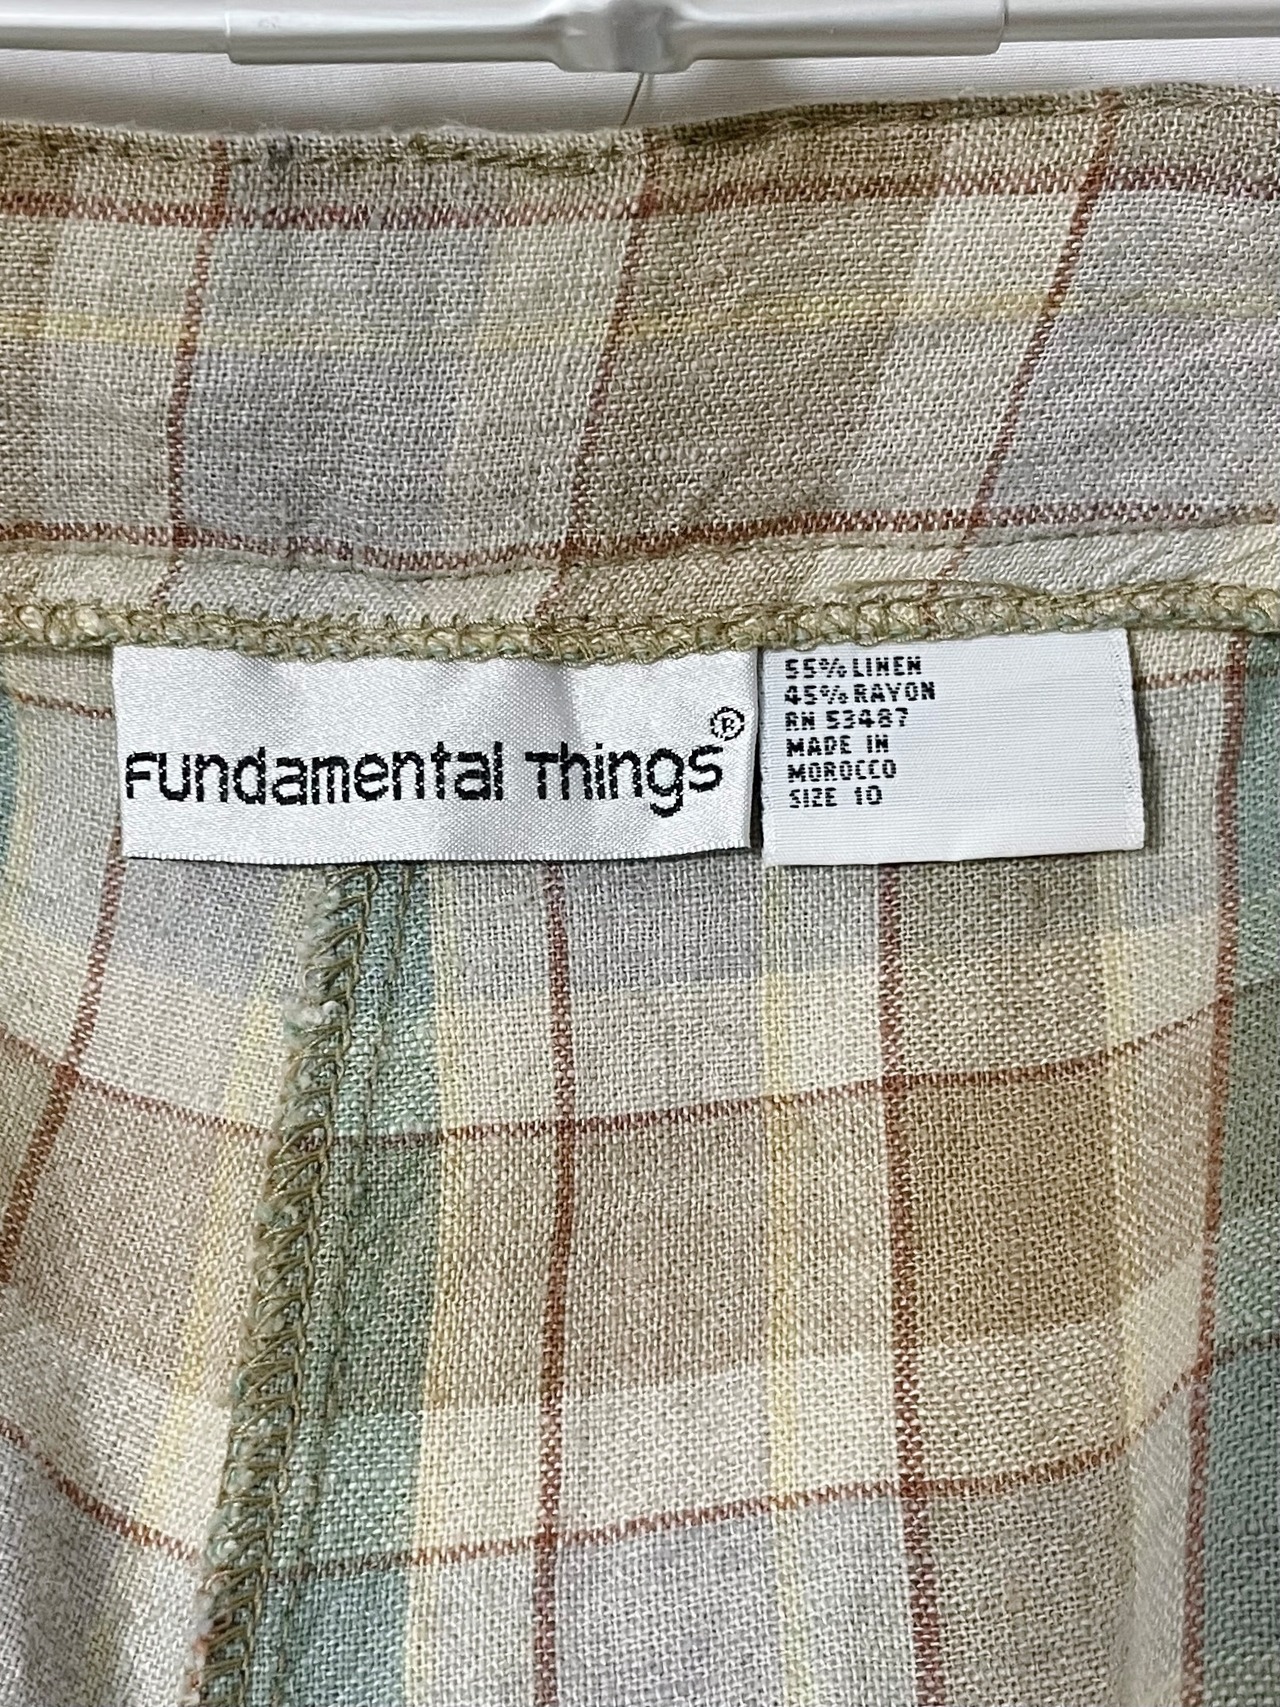 Fundamental Things®
55% LINEN
45% RAYON
RN 53487
MADE IN
MOROCCO
SIZE 10